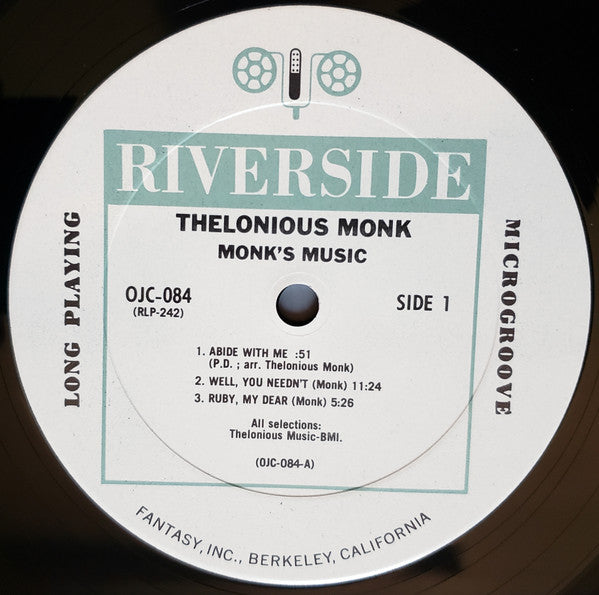 RIVERSIDE
THELONIOUS MONK
MONK'S MUSIC
LONG PLAYING
MICROGROOVE
OJC-084
(RLP-242)
SIDE 1
1. ABIDE WITH ME :51
(P.D. ; arr. Thelonious Monk)
2. WELL, YOU NEEDN'T (Monk) 11:24
3. RUBY, MY DEAR (Monk) 5:26
All selections:
Thelonious Music-BMI.
(OJC-084-A)
FANTASY, INC., BERKELEY, CALIFORNIA